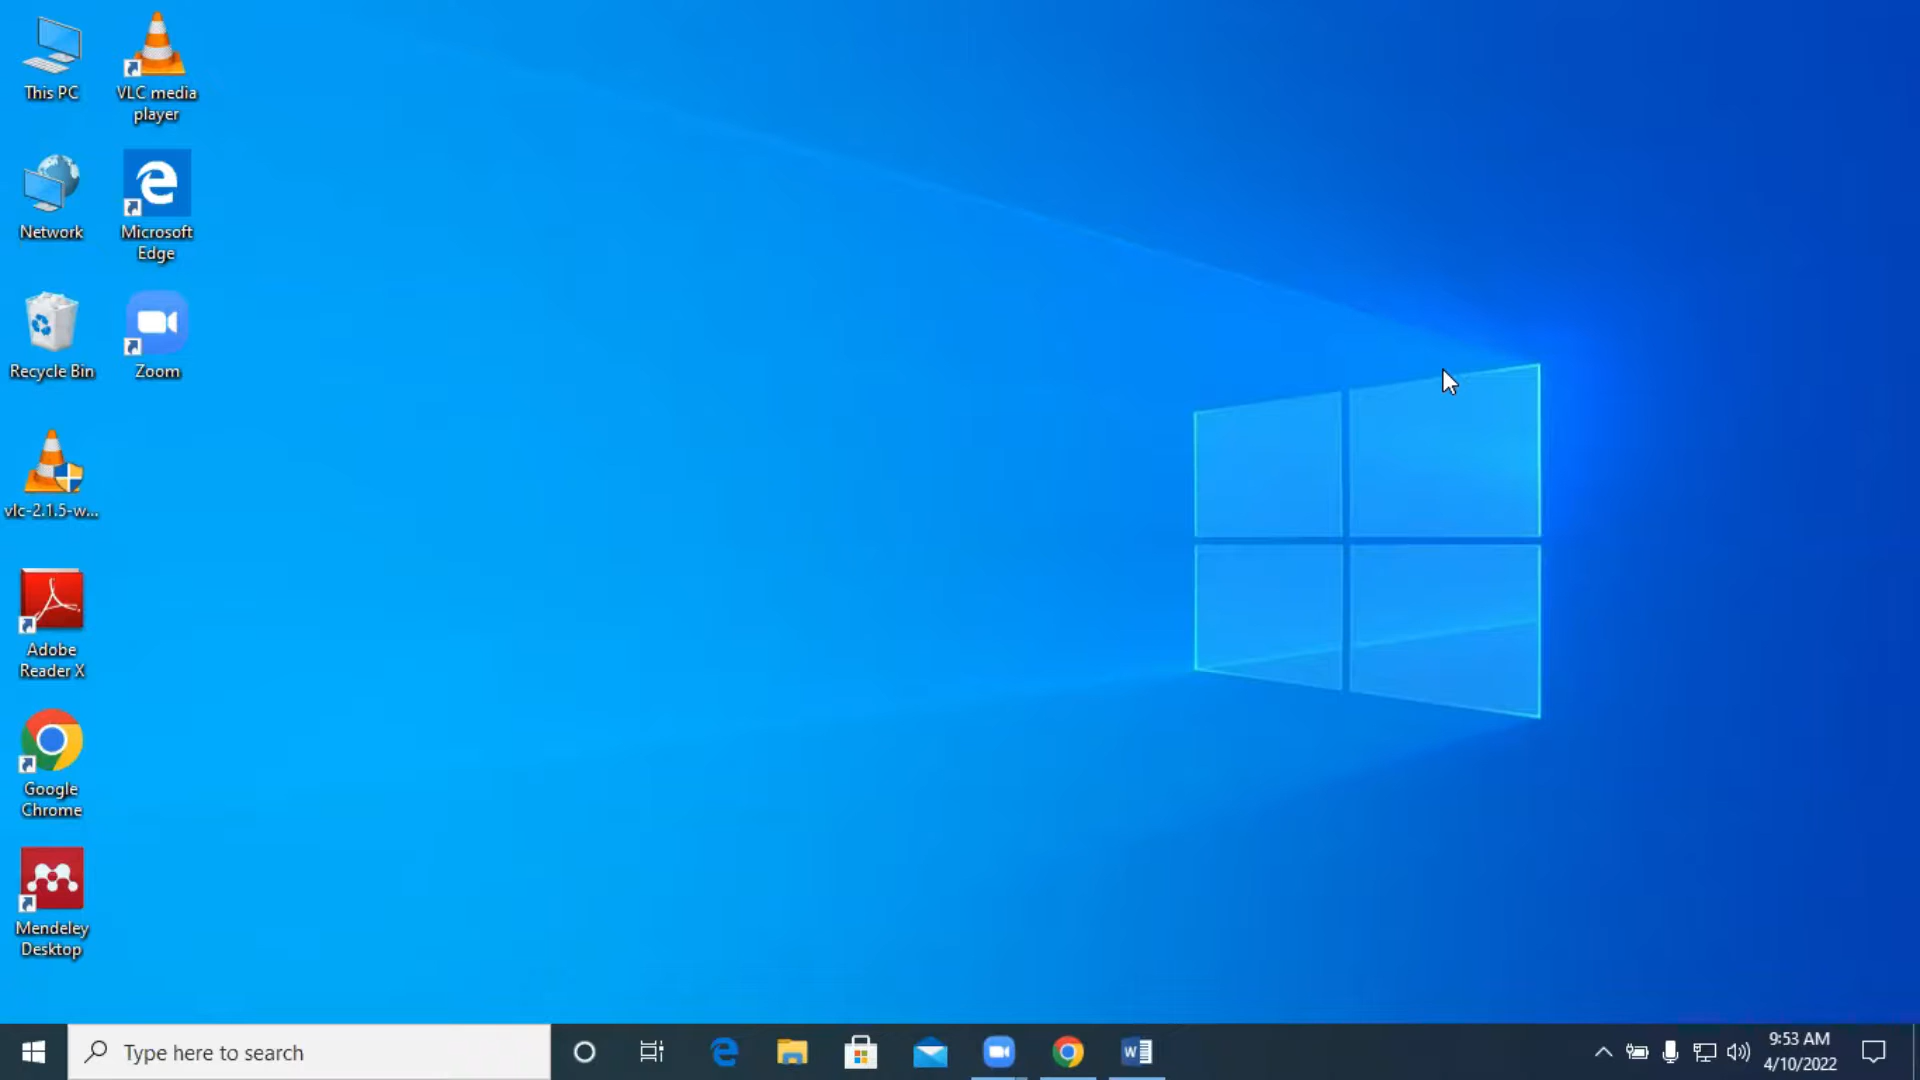 This PC
VLC media
player
Network
Microsoft
Edge
Recycle Bin
Zoom
vlc-2.1.5-w...
Adobe
Reader X
Google
Chrome
Mendeley
Desktop
Type here to search
9:53 AM
4/10/2022